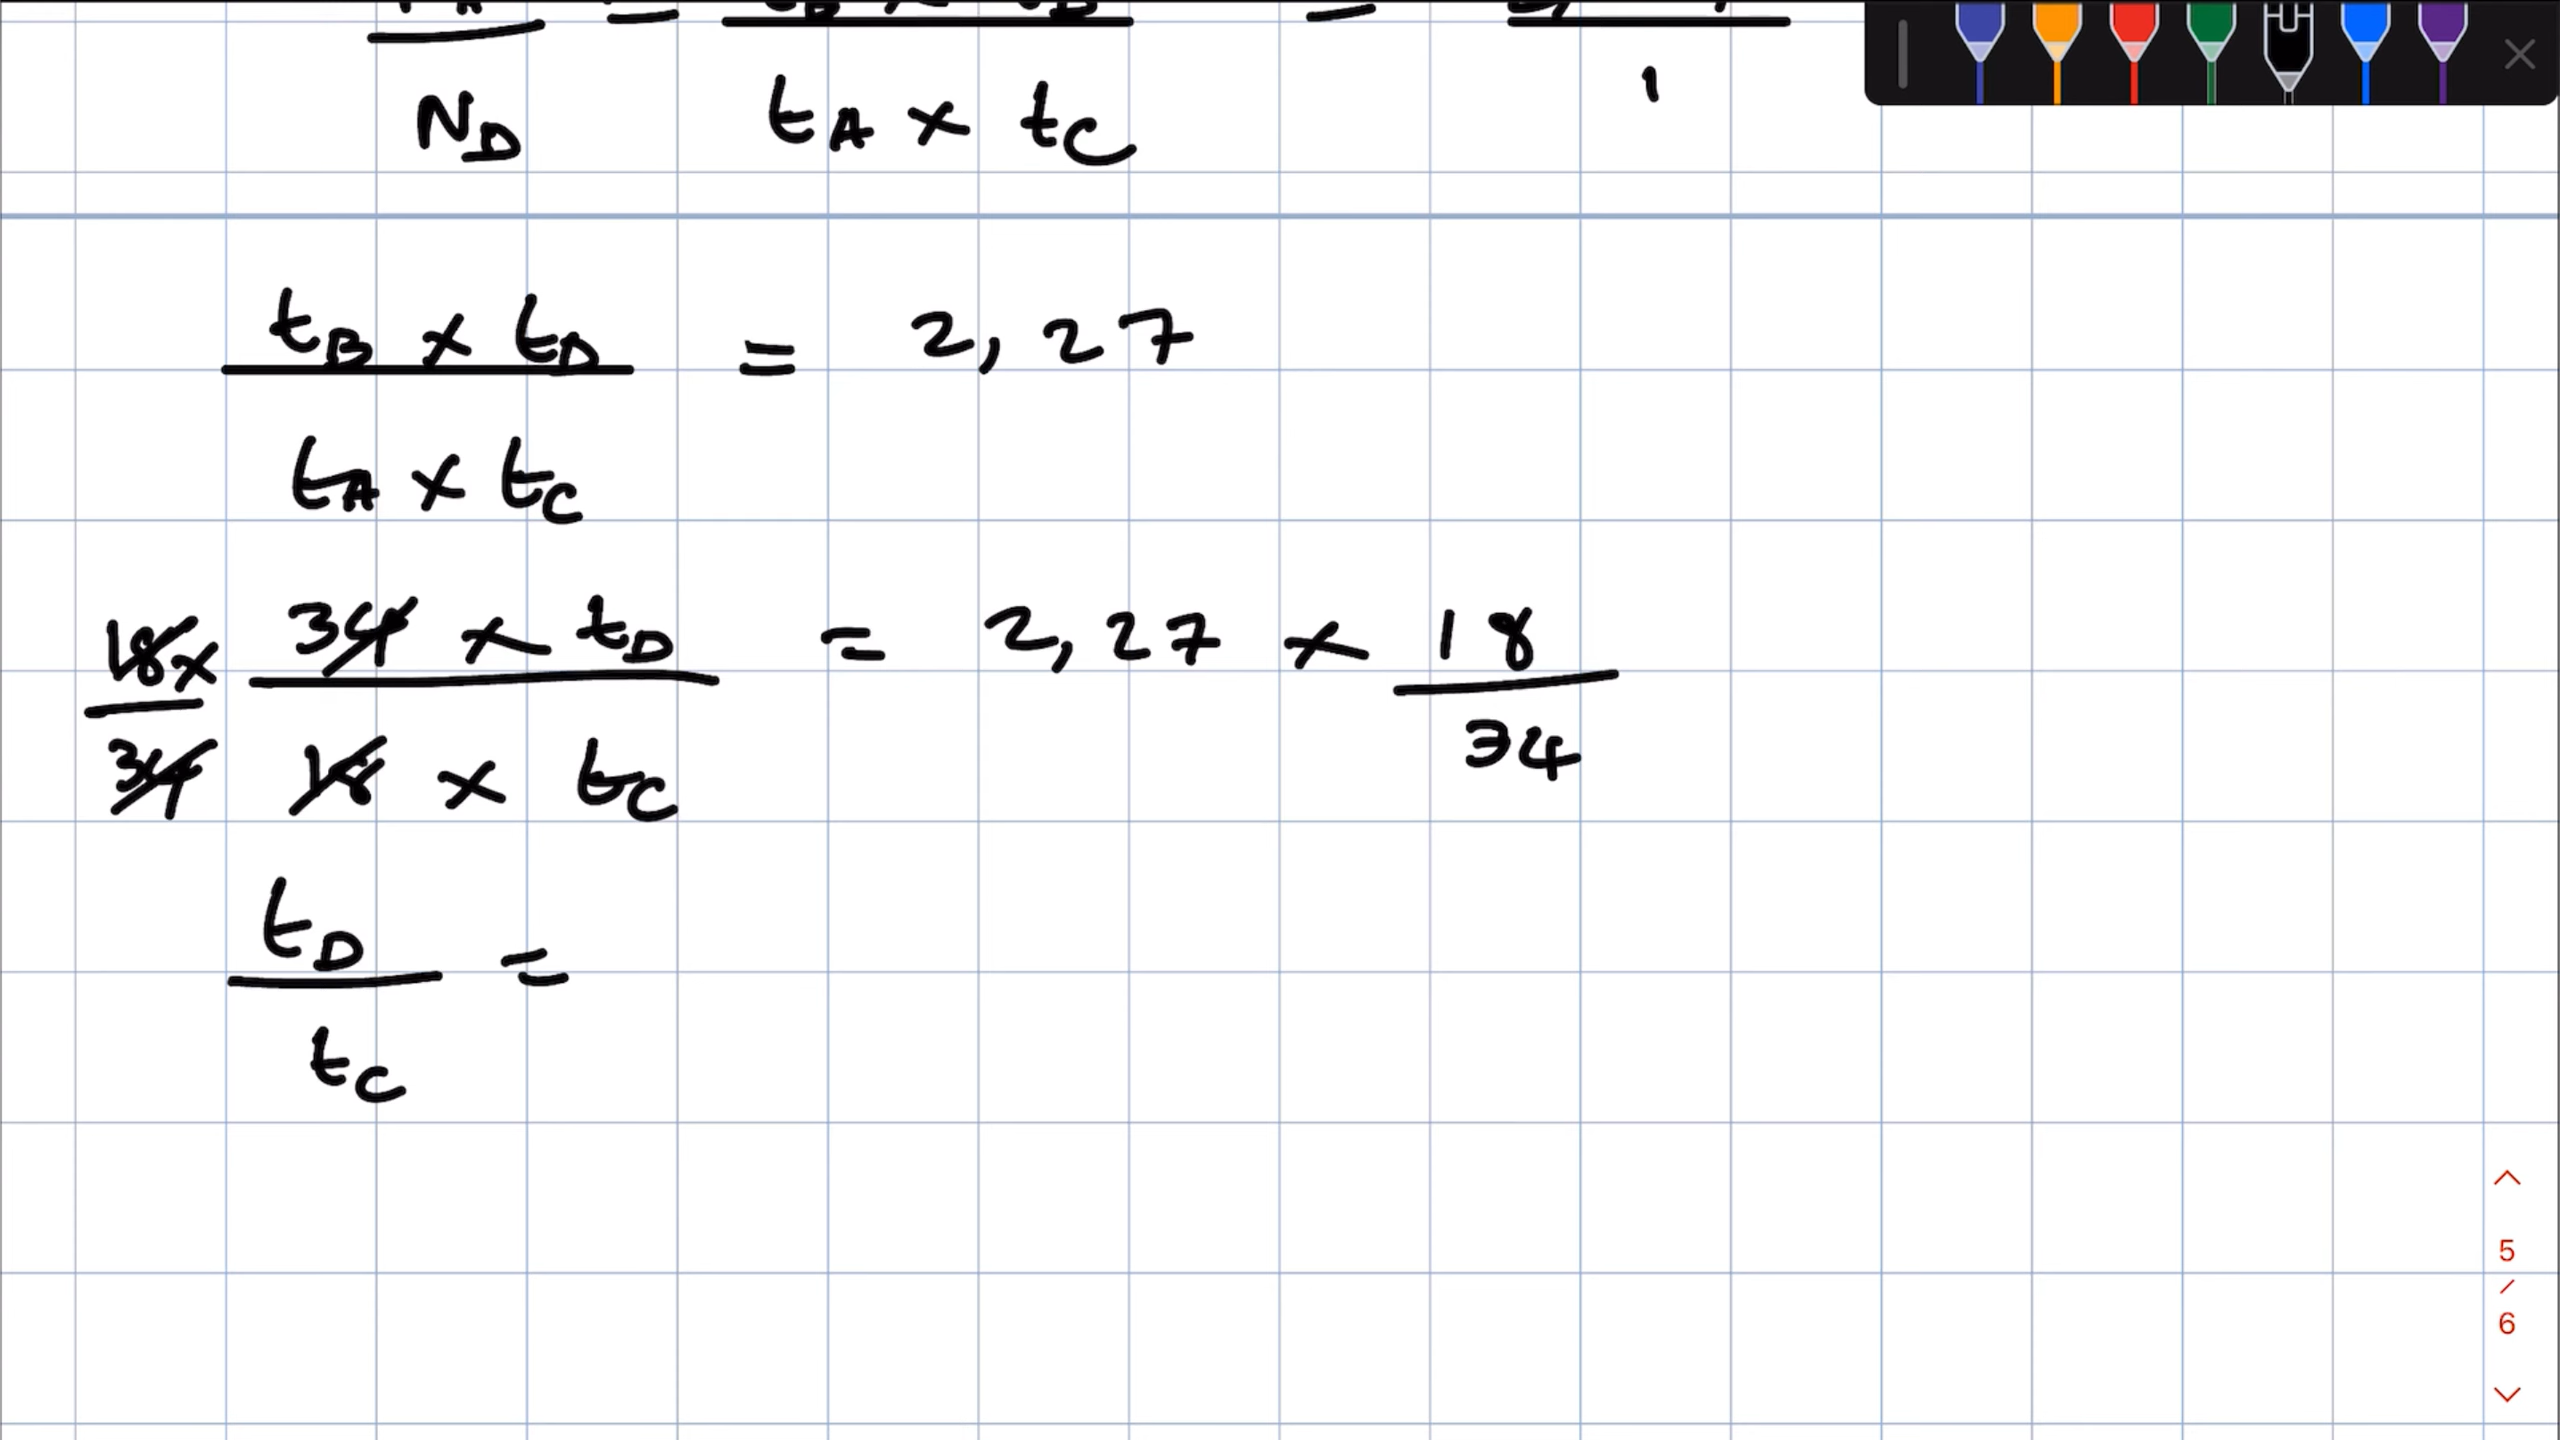 N_D t_A × t_C 1
t_B × t_D = 2,27
t_A × t_C
18 × 34 × t_D = 2,27 × 18
34 18 × t_C 34
t_D =
t_C
5
/
6